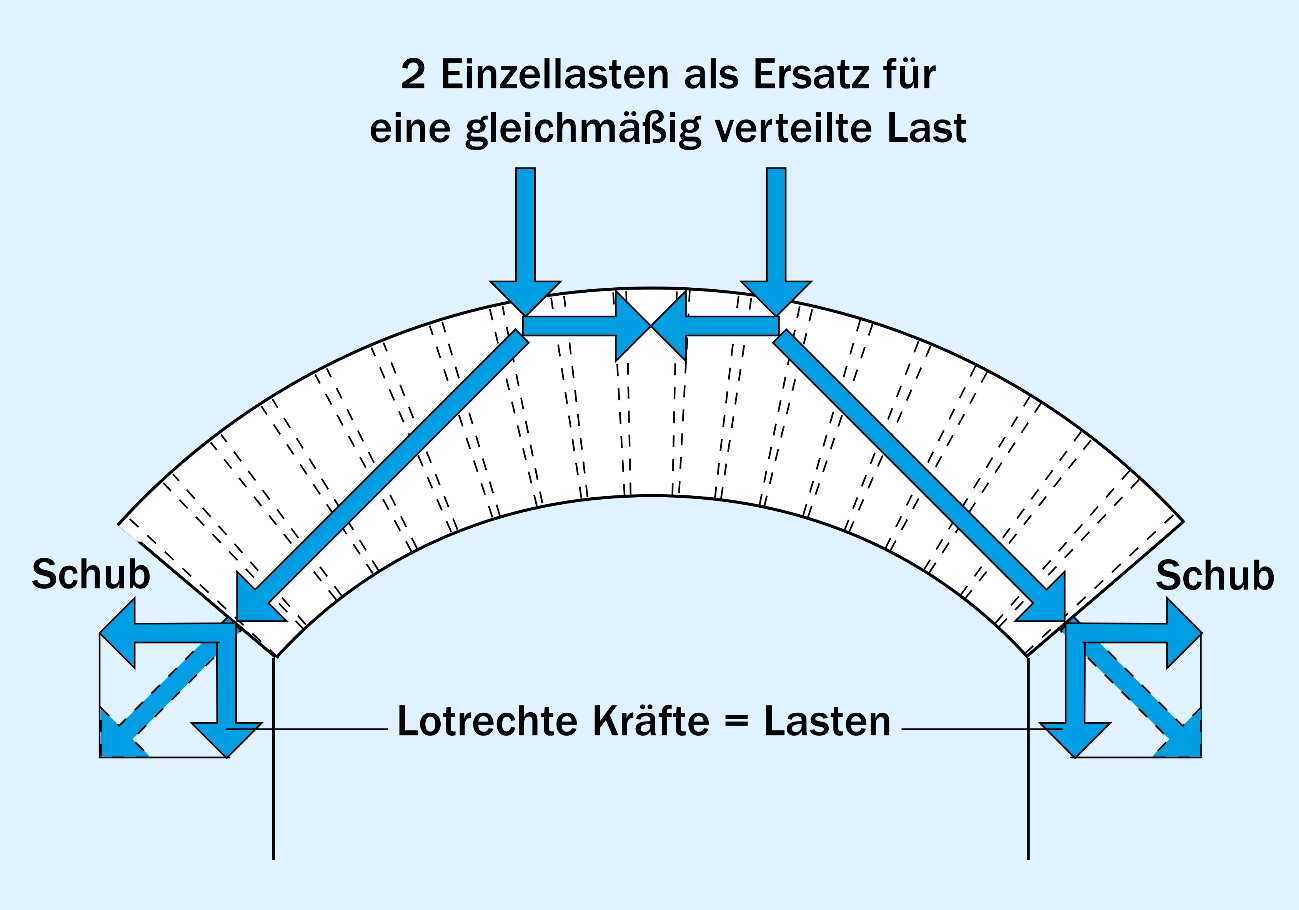 2 Einzellasten als Ersatz für
eine gleichmäßig verteilte Last
Schub
Schub
Lotrechte Kräfte = Lasten